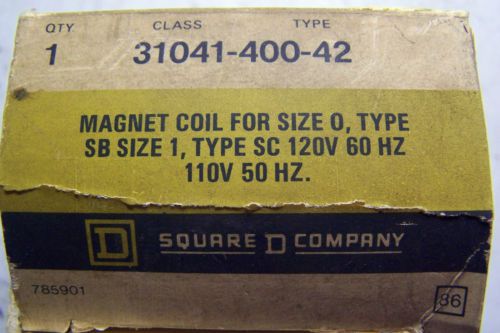 QTY CLASS TYPE
1 31041-400-42
MAGNET COIL FOR SIZE 0, TYPE
SB SIZE 1, TYPE SC 120V 60 HZ
110V 50 HZ.
D SQUARE D COMPANY
785901 86